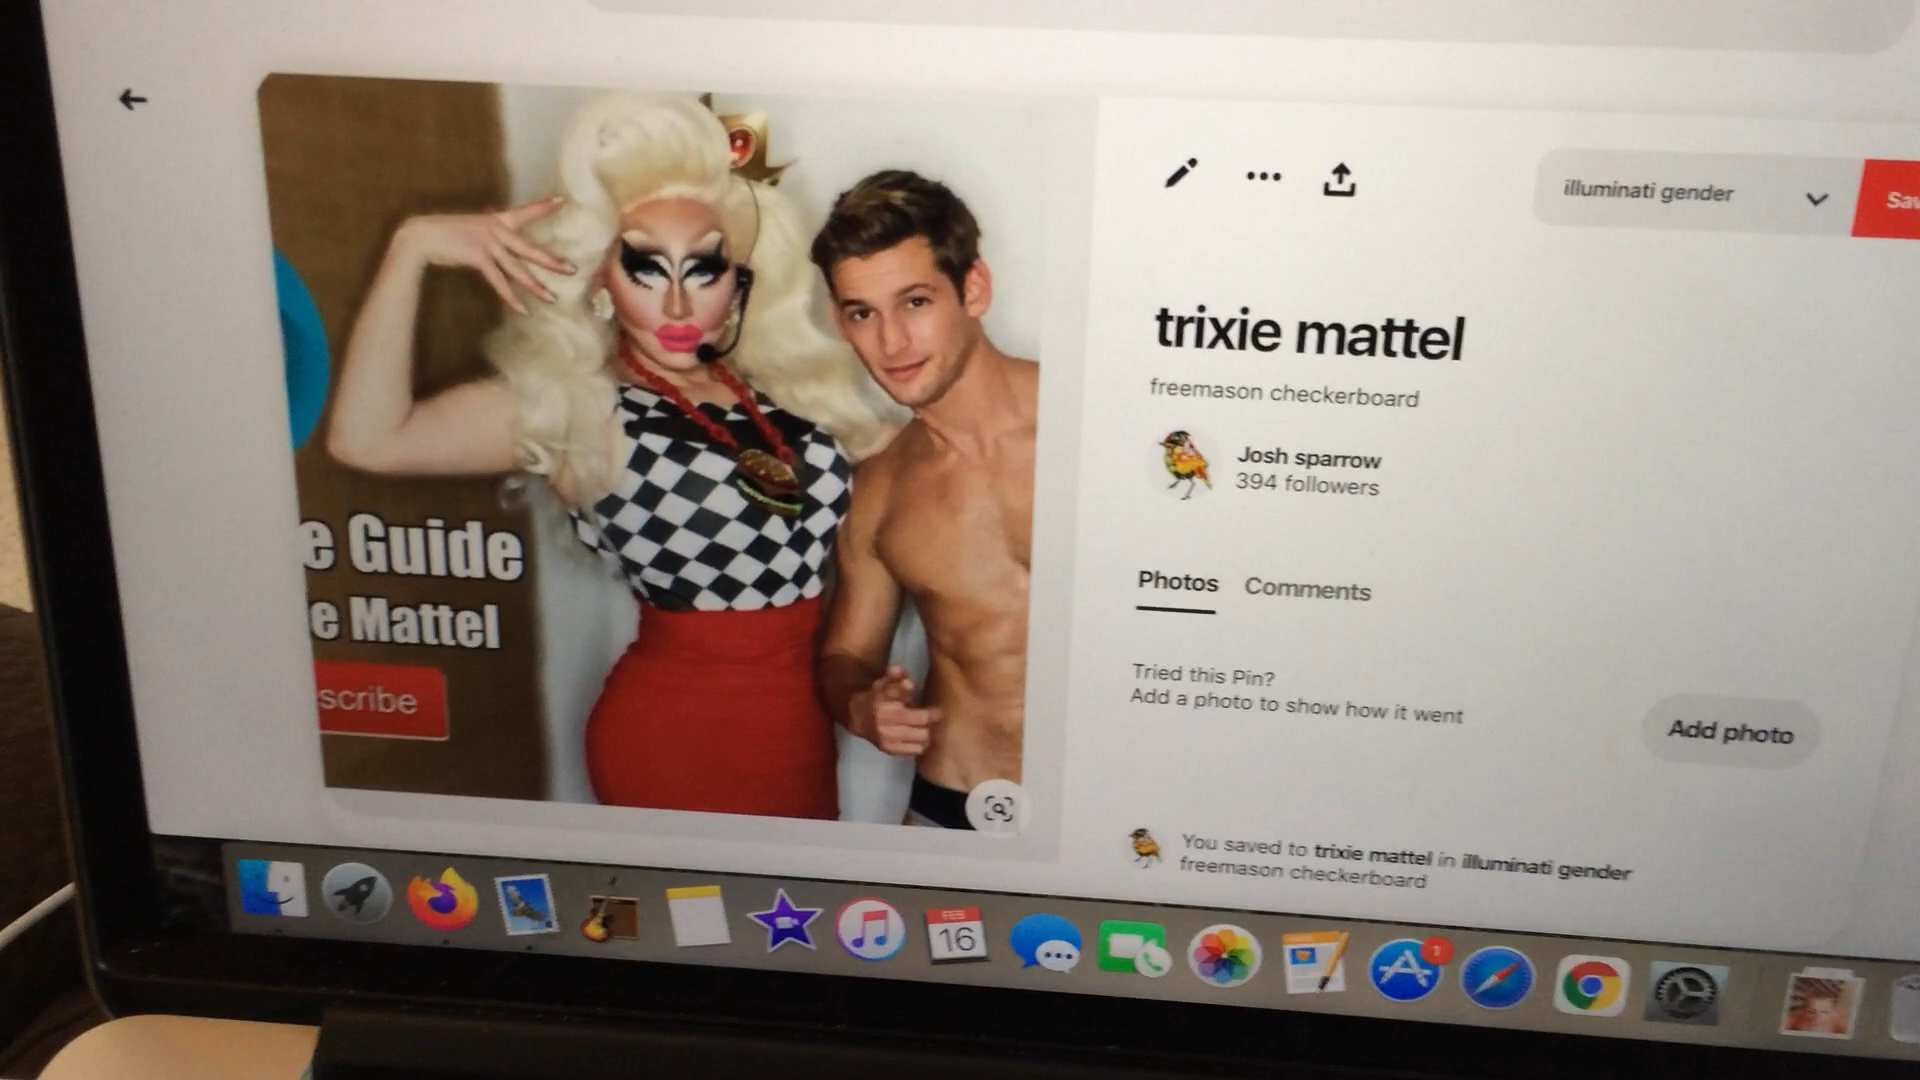 illuminati gender
Sav
trixie mattel
freemason checkerboard
Josh sparrow
394 followers
Photos Comments
Tried this Pin?
Add a photo to show how it went
Add photo
You saved to trixie mattel in illuminati gender
freemason checkerboard
e Guide
e Mattel
scribe
FEB
16
1